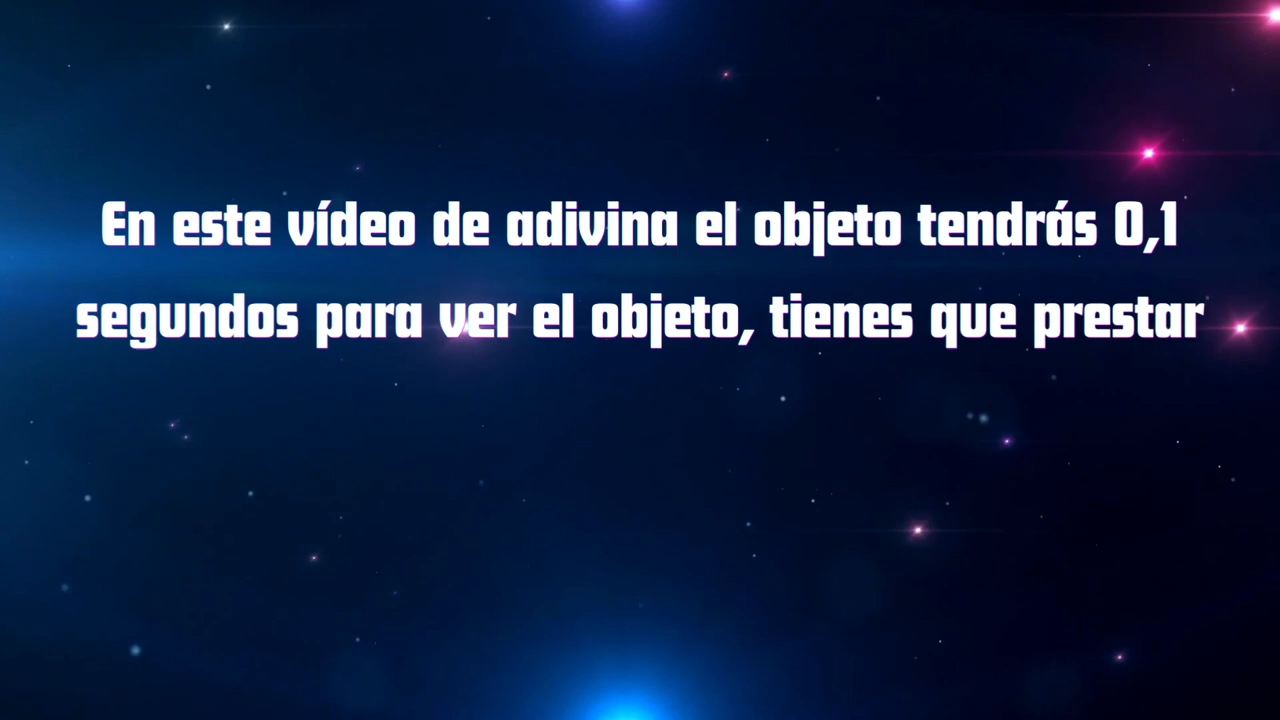 En este vídeo de adivina el objeto tendrás 0,1
segundos para ver el objeto, tienes que prestar